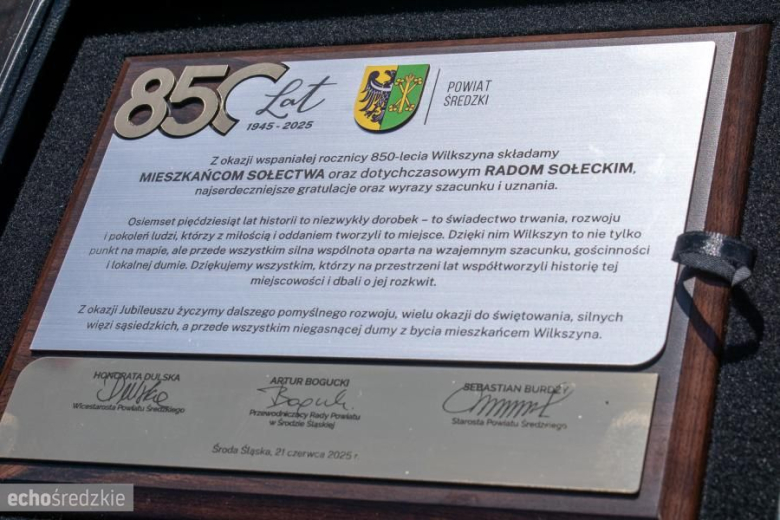 850 Lat
1945 - 2025
POWIAT
ŚREDZKI
Z okazji wspaniałej rocznicy 850-lecia Wilkszyna składamy
MIESZKAŃCOM SOŁECTWA oraz dotychczasowym RADOM SOŁECKIM,
najserdeczniejsze gratulacje oraz wyrazy szacunku i uznania.
Osiemset pięćdziesiąt lat historii to niezwykły dorobek – to świadectwo trwania, rozwoju
i pokoleń ludzi, którzy z miłością i oddaniem tworzyli to miejsce. Dzięki nim Wilkszyn to nie tylko
punkt na mapie, ale przede wszystkim silna wspólnota oparta na wzajemnym szacunku, gościnności
i lokalnej dumie. Dziękujemy wszystkim, którzy na przestrzeni lat współtworzyli historię tej
miejscowości i dbali o jej rozkwit.
Z okazji Jubileuszu życzymy dalszego pomyślnego rozwoju, wielu okazji do świętowania, silnych
więzi sąsiedzkich, a przede wszystkim niegasnącej dumy z bycia mieszkańcem Wilkszyna.
HONORATA DULSKA
Wicestarosta Powiatu Średzkiego
ARTUR BOGUCKI
Przewodniczący Rady Powiatu
w Środzie Śląskiej
SEBASTIAN BURDZY
Starosta Powiatu Średzkiego
Środa Śląska, 21 czerwca 2025 r.
echośredzkie